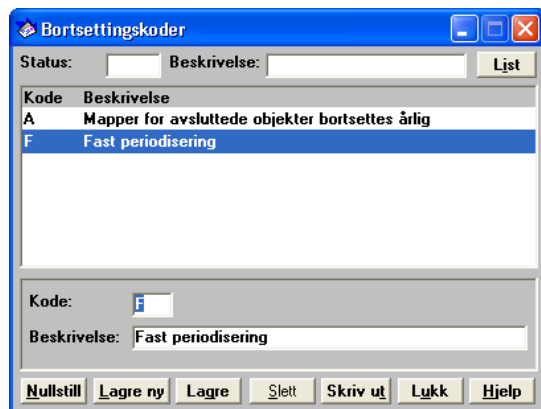 Bortsettingskoder
Status: Beskrivelse: List
Kode Beskrivelse
A Mapper for avsluttede objekter bortsettes årlig
F Fast periodisering
Kode: F
Beskrivelse: Fast periodisering
Nullstill Lagre ny Lagre Slett Skriv ut Lukk Hjelp